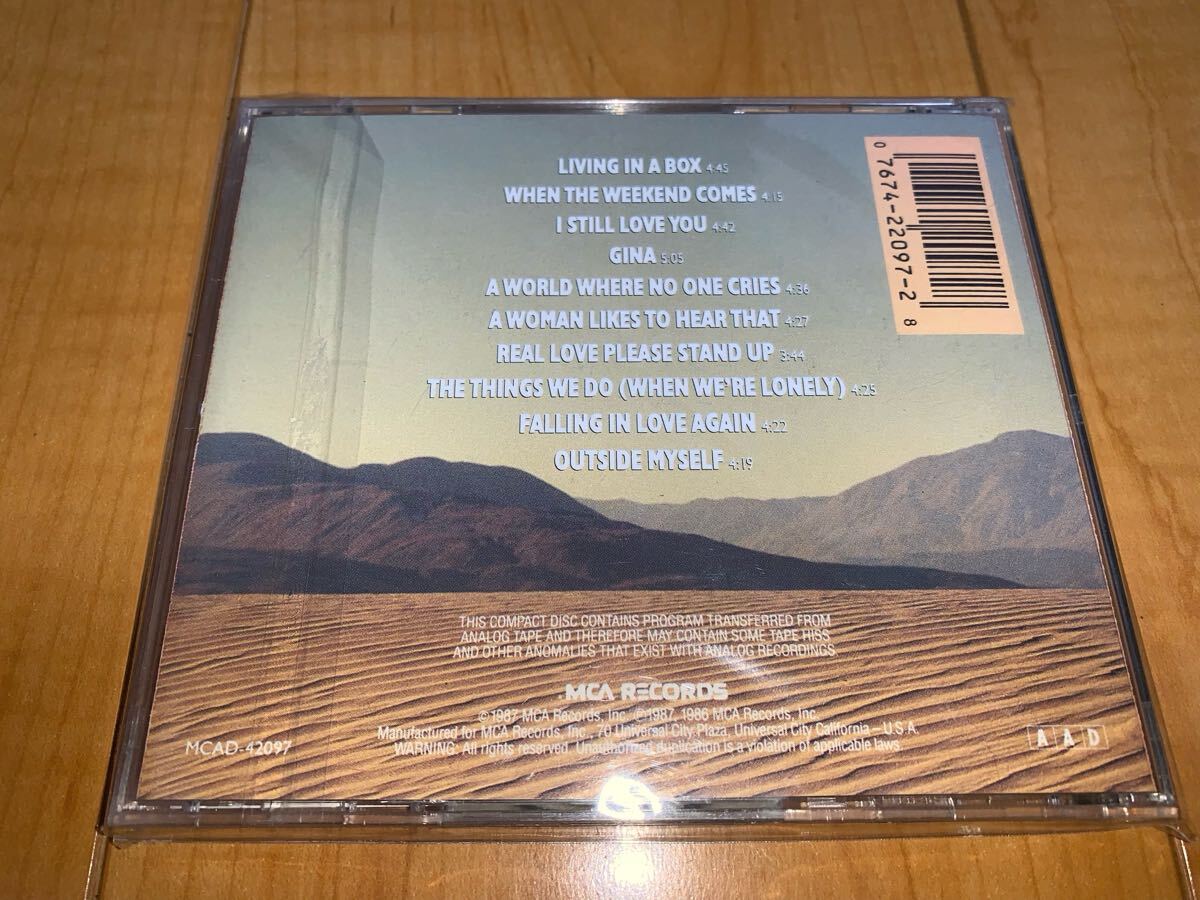 LIVING IN A BOX 4:45
WHEN THE WEEKEND COMES 4:15
I STILL LOVE YOU 4:42
GINA 5:05
A WORLD WHERE NO ONE CRIES 4:36
A WOMAN LIKES TO HEAR THAT 4:27
REAL LOVE PLEASE STAND UP 3:44
THE THINGS WE DO (WHEN WE'RE LONELY) 4:25
FALLING IN LOVE AGAIN 4:22
OUTSIDE MYSELF 4:19
0 7674-22097-2 8
THIS COMPACT DISC CONTAINS PROGRAM TRANSFERRED FROM
ANALOG TAPE AND THEREFORE MAY CONTAIN SOME TAPE HISS
AND OTHER ANOMALIES THAT EXIST WITH ANALOG RECORDINGS
MCA RECORDS
©1987 MCA Records, Inc. ℗1987, 1986 MCA Records, Inc.
Manufactured for MCA Records, Inc., 70 Universal City Plaza, Universal City California – U.S.A.
WARNING: All rights reserved. Unauthorized duplication is a violation of applicable laws.
MCAD-42097
A A D